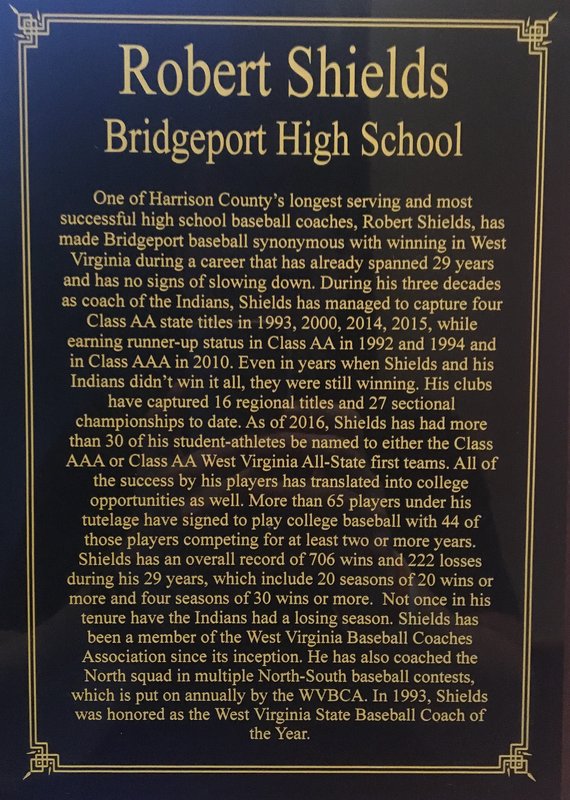 Robert Shields
Bridgeport High School
One of Harrison County's longest serving and most
successful high school baseball coaches, Robert Shields, has
made Bridgeport baseball synonymous with winning in West
Virginia during a career that has already spanned 29 years
and has no signs of slowing down. During his three decades
as coach of the Indians, Shields has managed to capture four
Class AA state titles in 1993, 2000, 2014, 2015, while
earning runner-up status in Class AA in 1992 and 1994 and
in Class AAA in 2010. Even in years when Shields and his
Indians didn't win it all, they were still winning. His clubs
have captured 16 regional titles and 27 sectional
championships to date. As of 2016, Shields has had more
than 30 of his student-athletes be named to either the Class
AAA or Class AA West Virginia All-State first teams. All of
the success by his players has translated into college
opportunities as well. More than 65 players under his
tutelage have signed to play college baseball with 44 of
those players competing for at least two or more years.
Shields has an overall record of 706 wins and 222 losses
during his 29 years, which include 20 seasons of 20 wins or
more and four seasons of 30 wins or more. Not once in his
tenure have the Indians had a losing season. Shields has
been a member of the West Virginia Baseball Coaches
Association since its inception. He has also coached the
North squad in multiple North-South baseball contests,
which is put on annually by the WVBCA. In 1993, Shields
was honored as the West Virginia State Baseball Coach of
the Year.